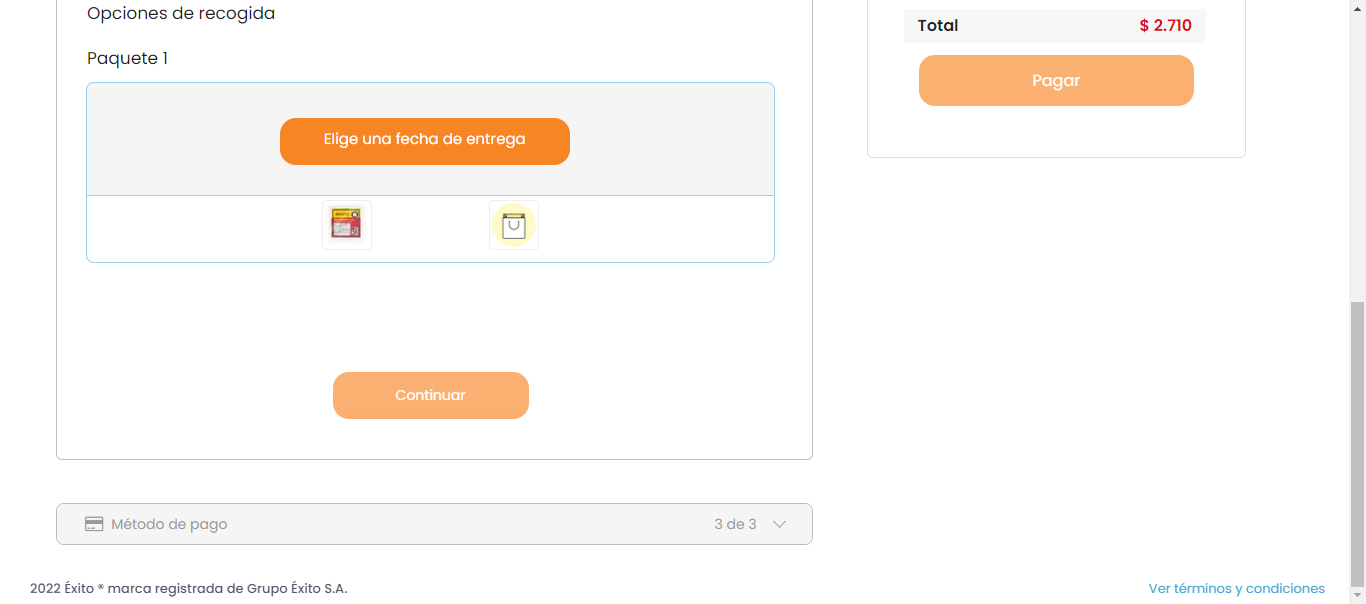 Opciones de recogida
Paquete 1
Elige una fecha de entrega
Continuar
Método de pago
3 de 3
Total
$ 2.710
Pagar
2022 Éxito ® marca registrada de Grupo Éxito S.A.
Ver términos y condiciones